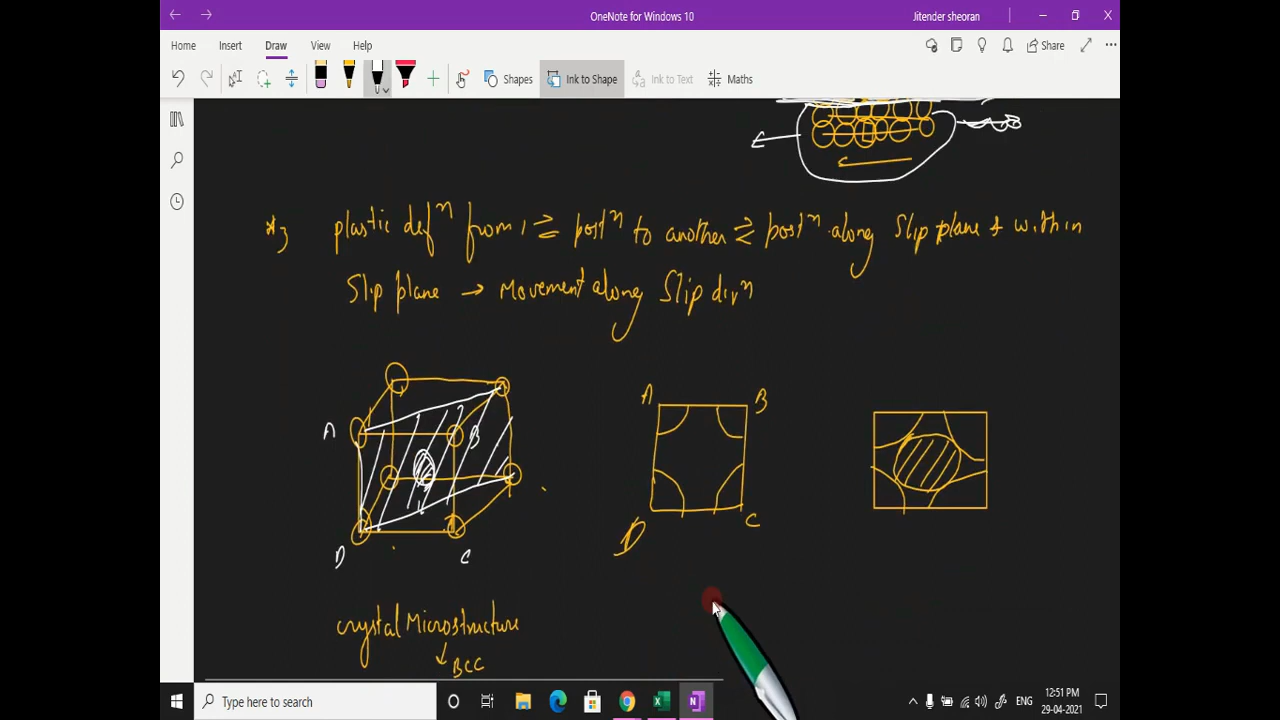 OneNote for Windows 10
Jitender sheoran
Home Insert Draw View Help
Share
Shapes
Ink to Shape
Ink to Text
Maths
*} plastic defⁿ from 1 ⇌ postⁿ to another ⇌ postⁿ along Slip plane & within
Slip plane → Movement along Slip dirⁿ
A B
D C
A B
D C
crystal Microstructure
↓ BCC
Type here to search
ENG
12:51 PM
29-04-2021